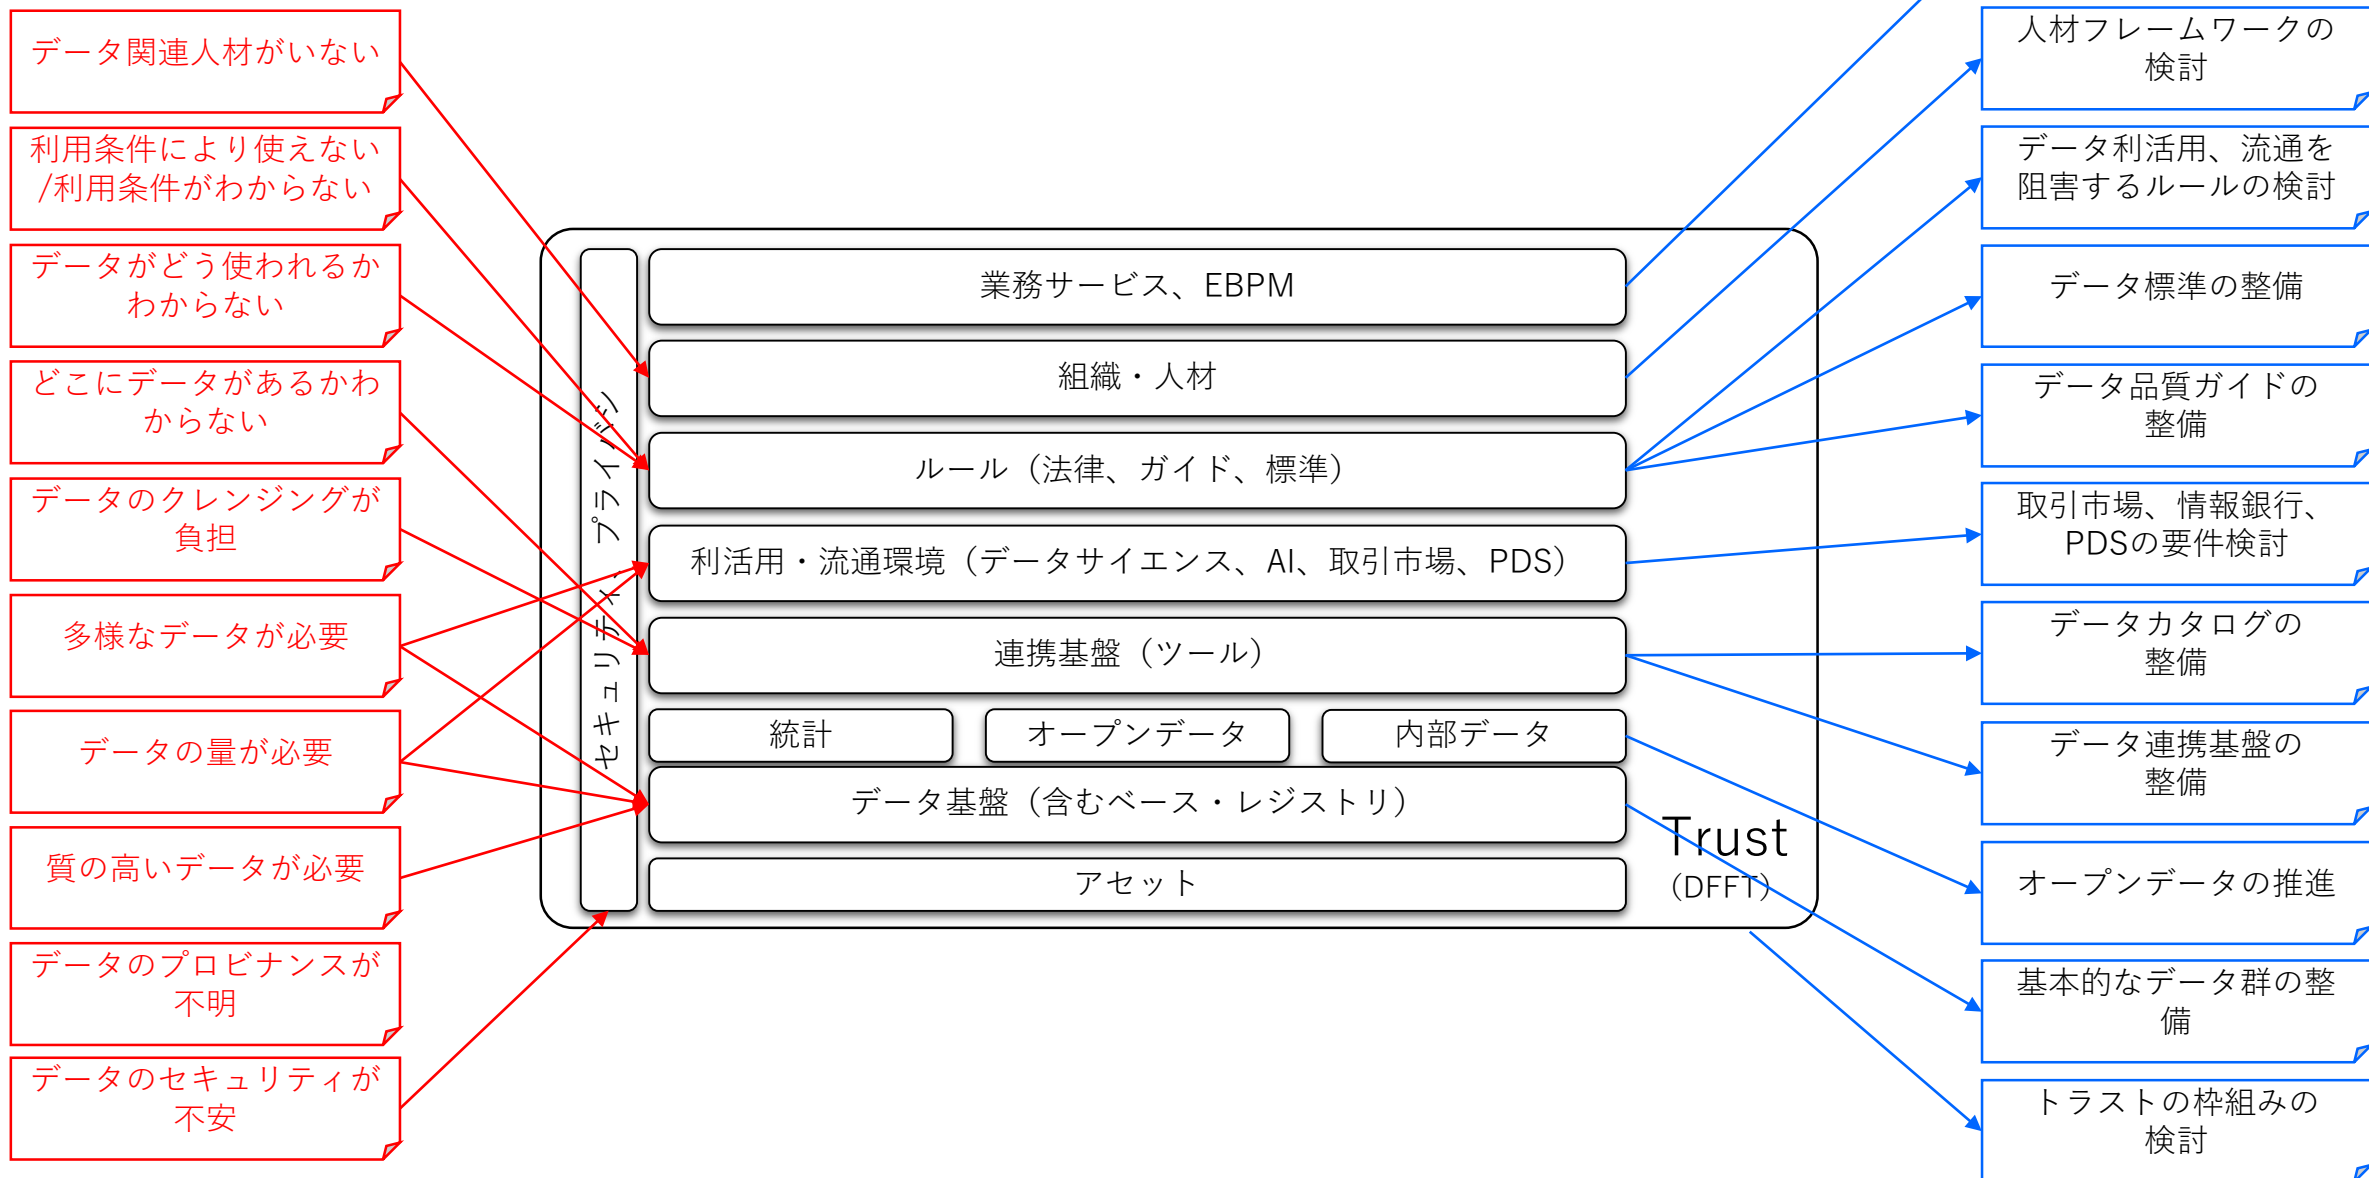 データ関連人材がいない
利用条件により使えない
/利用条件がわからない
データがどう使われるか
わからない
どこにデータがあるかわ
からない
データのクレンジングが
負担
多様なデータが必要
データの量が必要
質の高いデータが必要
データのプロビナンスが
不明
データのセキュリティが
不安
セキュリティ、プライバシ
業務サービス、EBPM
組織・人材
ルール（法律、ガイド、標準）
利活用・流通環境（データサイエンス、AI、取引市場、PDS）
連携基盤（ツール）
統計
オープンデータ
内部データ
データ基盤（含むベース・レジストリ）
アセット
Trust
（DFFT）
人材フレームワークの
検討
データ利活用、流通を
阻害するルールの検討
データ標準の整備
データ品質ガイドの
整備
取引市場、情報銀行、
PDSの要件検討
データカタログの
整備
データ連携基盤の
整備
オープンデータの推進
基本的なデータ群の整
備
トラストの枠組みの
検討